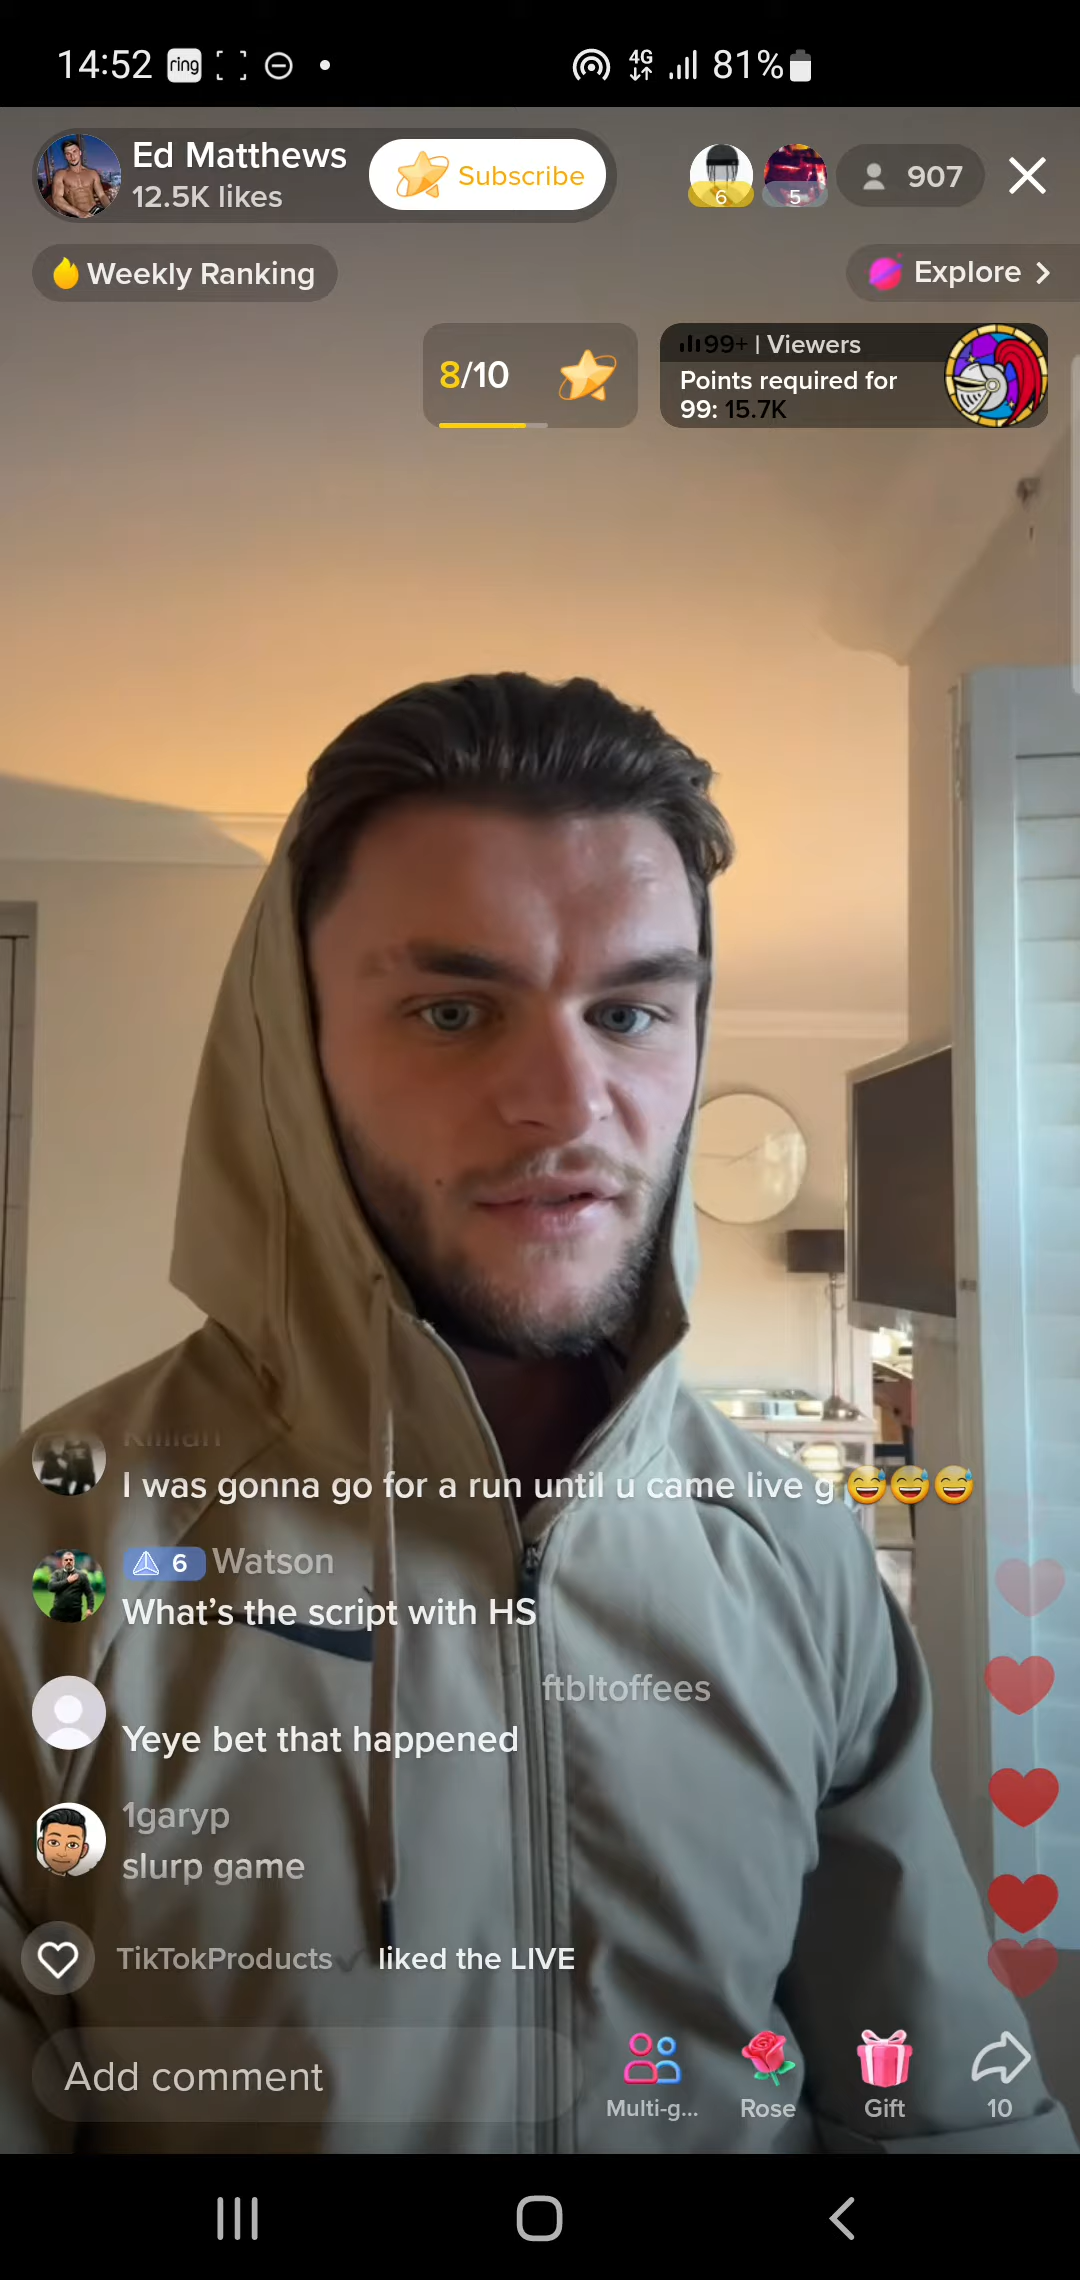 14:52 ring 4G 81%
Ed Matthews
12.5K likes
Subscribe
6
5
907
Weekly Ranking
Explore
8/10
99+ | Viewers
Points required for
99: 15.7K
Killian
I was gonna go for a run until u came live g 😅😅😅
6 Watson
What's the script with HS
ftbltoffees
Yeye bet that happened
1garyp
slurp game
TikTokProducts liked the LIVE
Add comment
Multi-g...
Rose
Gift
10